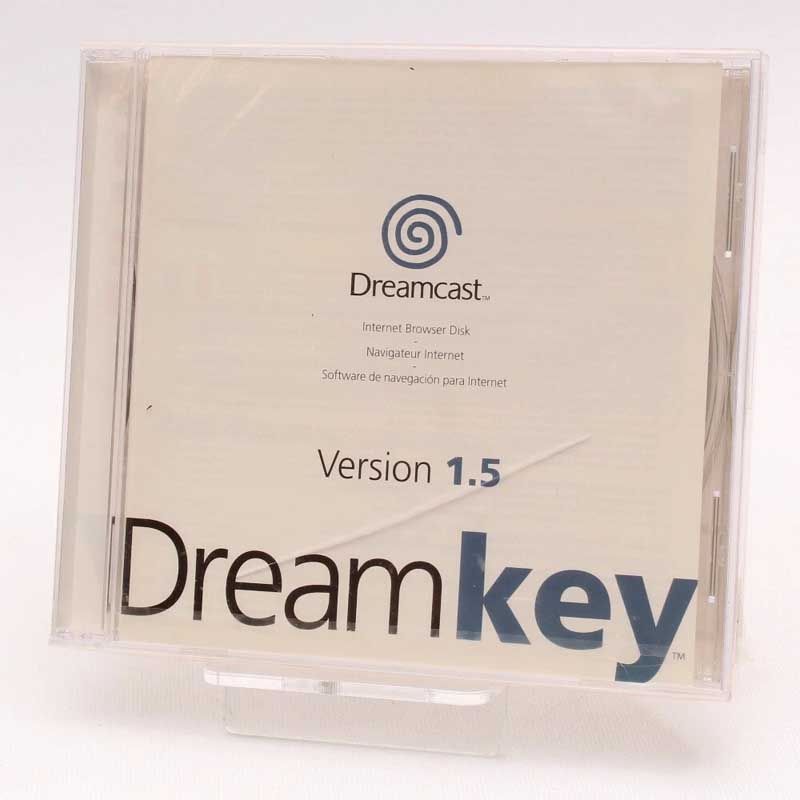 Dreamcast™
Internet Browser Disk
-
Navigateur Internet
-
Software de navegación para Internet
Version 1.5
Dreamkey™